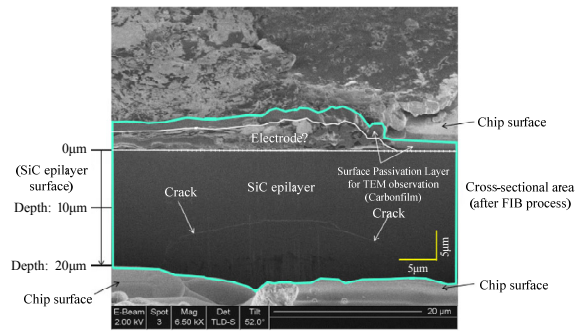 Chip surface
Electrode?
0μm
(SiC epilayer
surface)
Surface Passivation Layer
for TEM observation
(Carbonfilm)
SiC epilayer
Cross-sectional area
(after FIB process)
Crack
Crack
Depth: 10μm
5μm
5μm
Depth: 20μm
Chip surface
Chip surface
E-Beam Spot Mag Det Tilt
2.00 kV 3 6.50 KX TLD-S 52.0° 20 μm